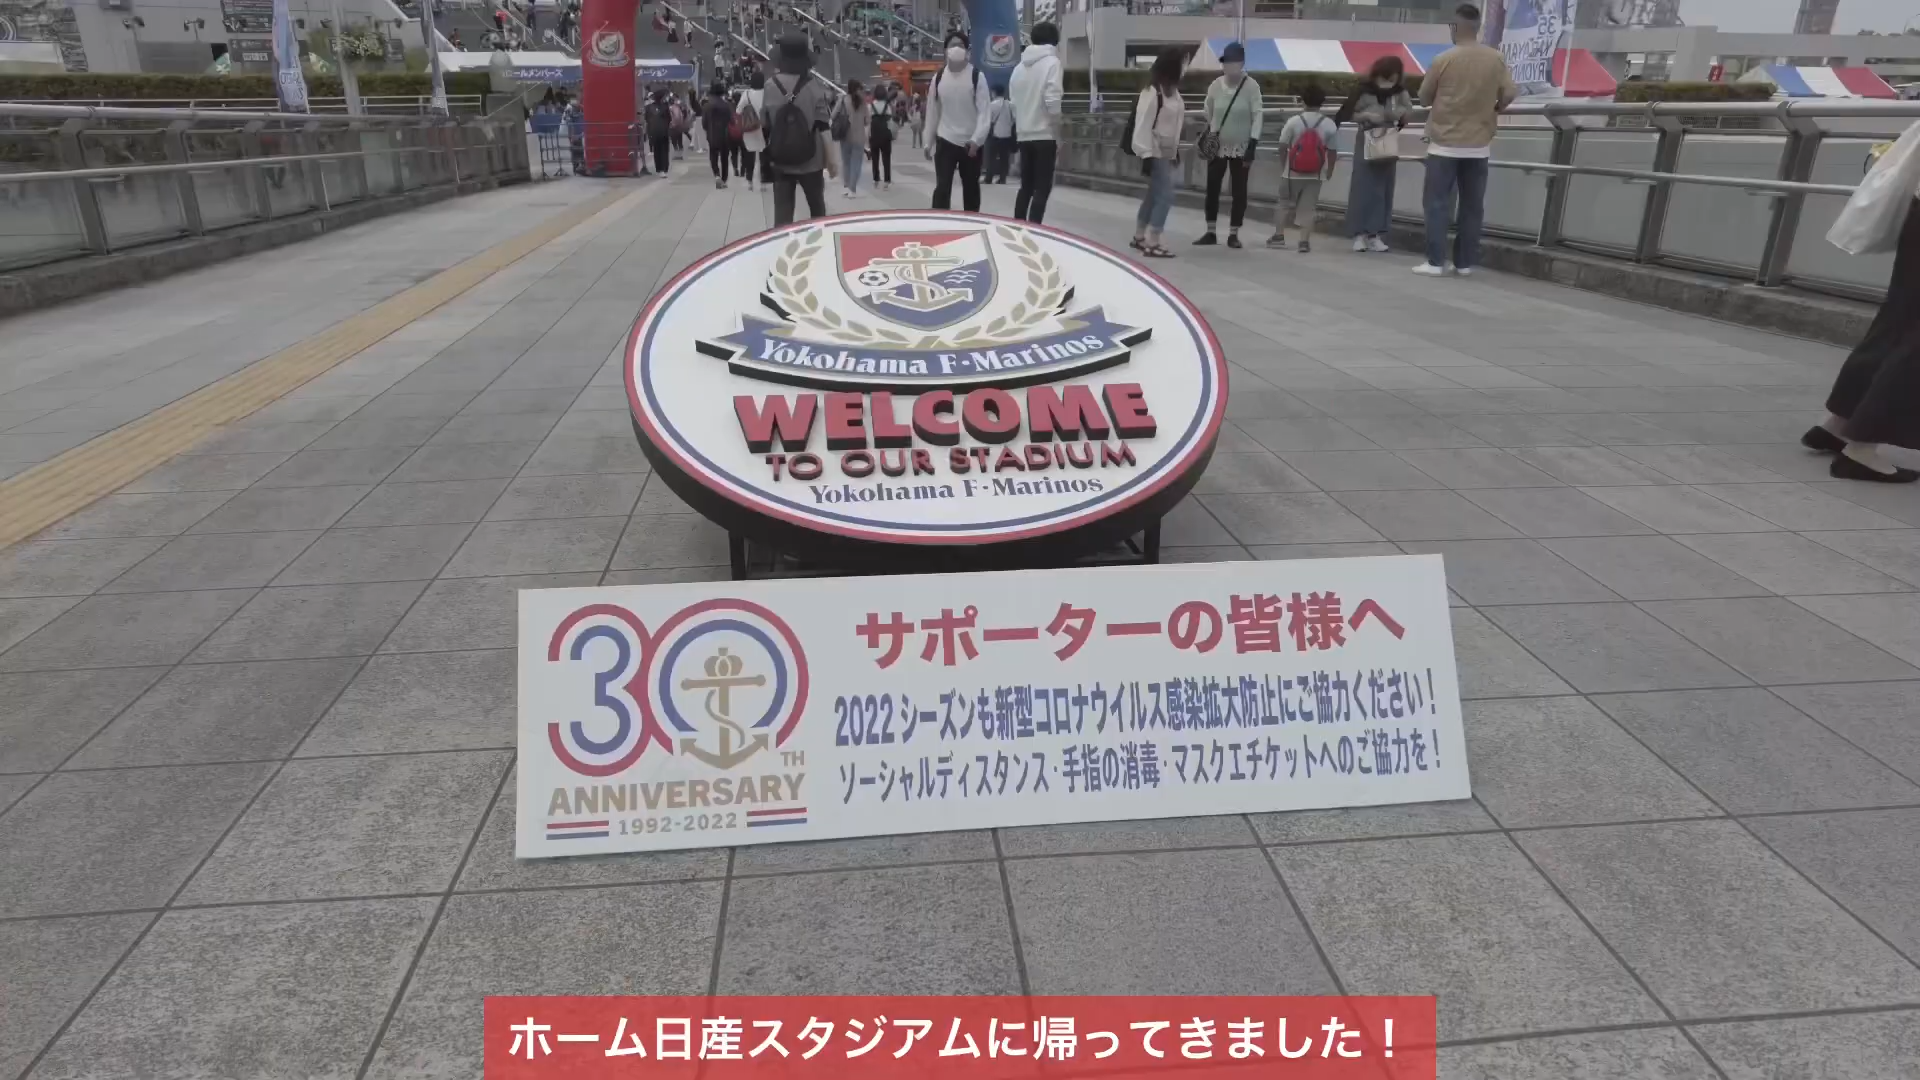 Yokohama F·Marinos
WELCOME
TO OUR STADIUM
Yokohama F·Marinos
30TH
ANNIVERSARY
1992-2022
サポーターの皆様へ
2022シーズンも新型コロナウイルス感染拡大防止にご協力ください!
ソーシャルディスタンス·手指の消毒·マスクエチケットへのご協力を!
ホーム日産スタジアムに帰ってきました!